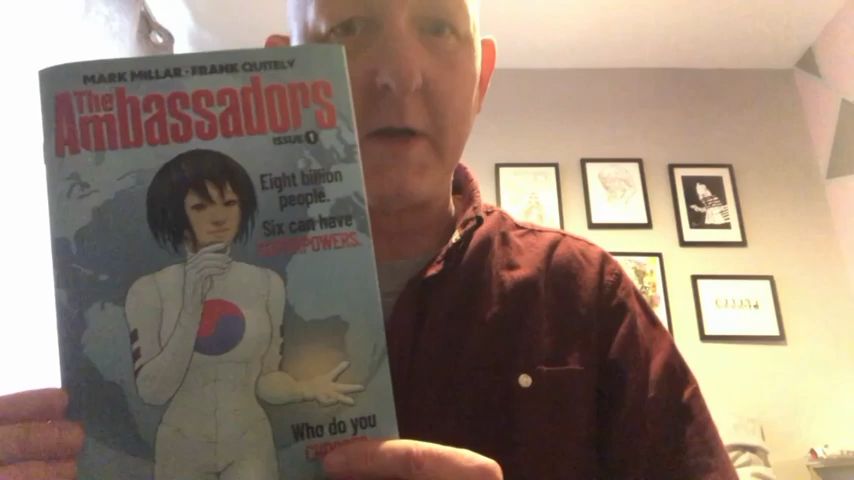 MARK MILLAR • FRANK QUITELY
The
Ambassadors
ISSUE 1
Eight billion
people.
Six can have
SUPERPOWERS.
Who do you